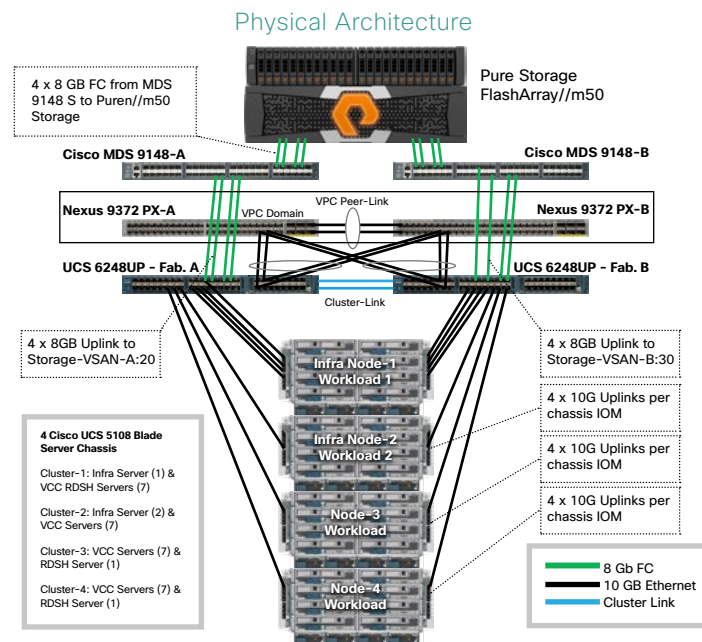 Physical Architecture
4 x 8 GB FC from MDS
9148 S to Puren//m50
Storage
Pure Storage
FlashArray//m50
Cisco MDS 9148-A
Cisco MDS 9148-B
VPC Peer-Link
Nexus 9372 PX-A
VPC Domain
Nexus 9372 PX-B
UCS 6248UP - Fab. A
UCS 6248UP - Fab. B
Cluster-Link
4 x 8GB Uplink to
Storage-VSAN-A:20
4 x 8GB Uplink to
Storage-VSAN-B:30
Infra Node-1
Workload 1
4 x 10G Uplinks per
chassis IOM
Infra Node-2
Workload 2
4 x 10G Uplinks per
chassis IOM
Node-3
Workload
4 x 10G Uplinks per
chassis IOM
Node-4
Workload
4 Cisco UCS 5108 Blade
Server Chassis
Cluster-1: Infra Server (1) &
VCC RDSH Servers (7)
Cluster-2: Infra Server (2) &
VCC Servers (7)
Cluster-3: VCC Servers (7) &
RDSH Server (1)
Cluster-4: VCC Servers (7) &
RDSH Server (1)
8 Gb FC
10 GB Ethernet
Cluster Link